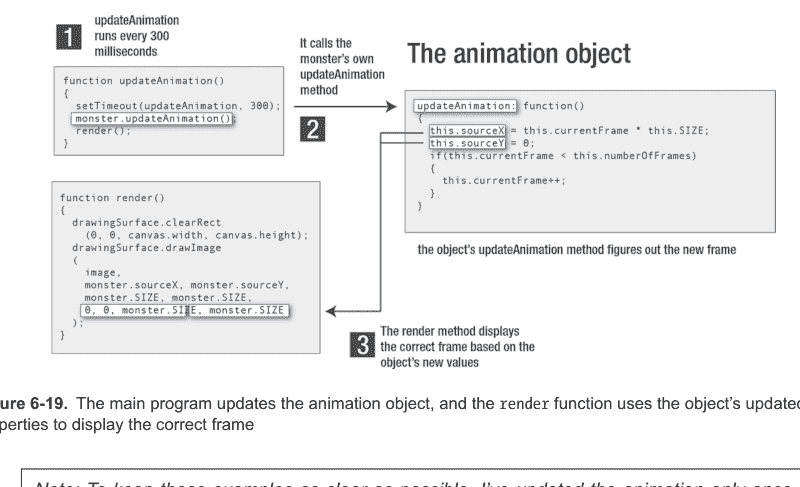 1
updateAnimation
runs every 300
milliseconds
function updateAnimation()
{
setTimeout(updateAnimation, 300);
monster.updateAnimation();
render();
}
It calls the
monster's own
updateAnimation
method
2
The animation object
updateAnimation: function()
{
this.sourceX = this.currentFrame * this.SIZE;
this.sourceY = 0;
if(this.currentFrame < this.numberOfFrames)
{
this.currentFrame++;
}
}
the object's updateAnimation method figures out the new frame
function render()
{
drawingSurface.clearRect
(0, 0, canvas.width, canvas.height);
drawingSurface.drawImage
(
image,
monster.sourceX, monster.sourceY,
monster.SIZE, monster.SIZE,
0, 0, monster.SIZE, monster.SIZE
);
}
3
The render method displays
the correct frame based on the
object's new values
ure 6-19. The main program updates the animation object, and the render function uses the object's updated
perties to display the correct frame
Note: To keep these examples as clear as possible, I've updated the animation only once